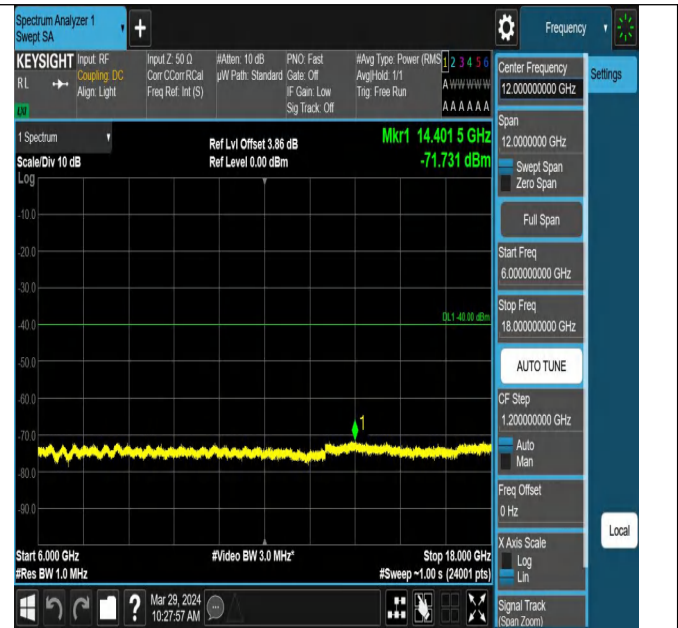 Spectrum Analyzer 1
Swept SA
+
Frequency
KEYSIGHT
RL
Input: RF
Coupling: DC
Align: Light
Input Z: 50 Ω
Corr CCorr RCal
Freq Ref: Int (S)
#Atten: 10 dB
µW Path: Standard
PNO: Fast
Gate: Off
IF Gain: Low
Sig Track: Off
#Avg Type: Power (RMS
Avg|Hold: 1/1
Trig: Free Run
1 2 3 4 5 6
A W W W W W
A A A A A A
1 Spectrum
Scale/Div 10 dB
Ref Lvl Offset 3.86 dB
Ref Level 0.00 dBm
Mkr1 14.401 5 GHz
-71.731 dBm
Log
-10.0
-20.0
-30.0
DL1 -40.00 dBm
-40.0
-50.0
-60.0
1
-70.0
-80.0
-90.0
Start 6.000 GHz
#Video BW 3.0 MHz*
Stop 18.000 GHz
#Res BW 1.0 MHz
#Sweep ~1.00 s (24001 pts)
?
Mar 29, 2024
10:27:57 AM
Center Frequency
12.0000000 GHz
Settings
Span
12.0000000 GHz
Swept Span
Zero Span
Full Span
Start Freq
6.000000000 GHz
Stop Freq
18.000000000 GHz
AUTO TUNE
CF Step
1.200000000 GHz
Auto
Man
Freq Offset
0 Hz
X Axis Scale
Log
Lin
Local
Signal Track
(Span Zoom)